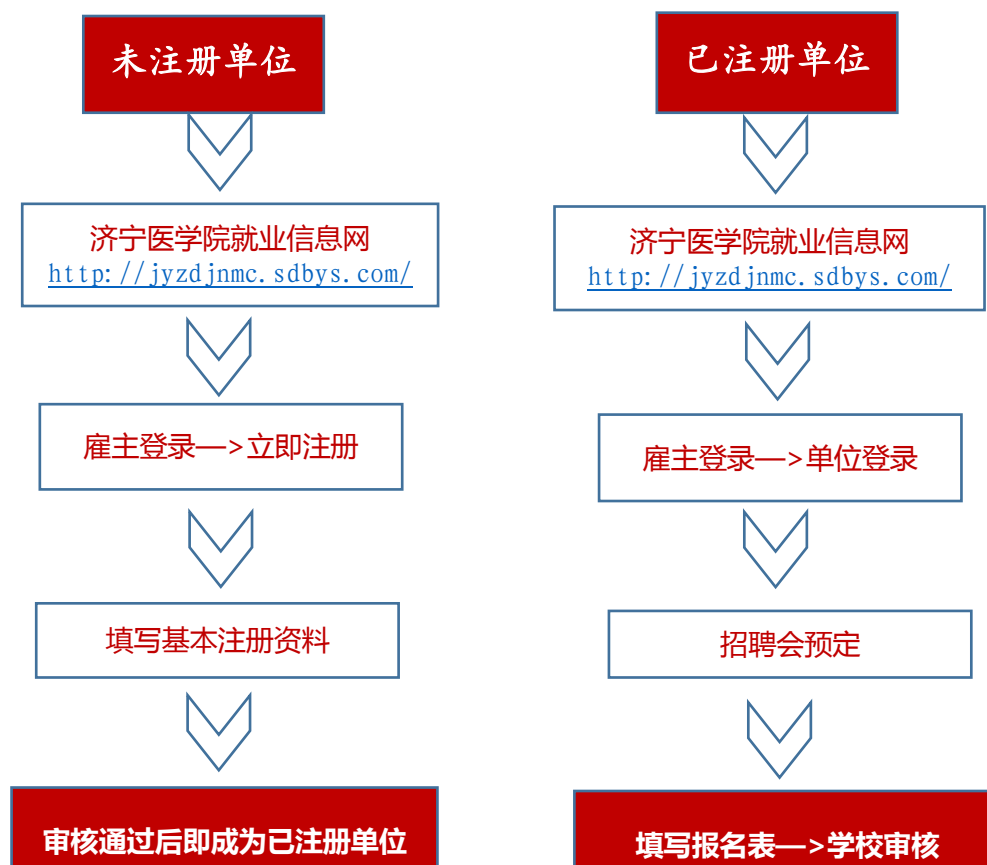 未注册单位
济宁医学院就业信息网
http://jyzdjnmc.sdbys.com/
雇主登录—>立即注册
填写基本注册资料
审核通过后即成为已注册单位
已注册单位
济宁医学院就业信息网
http://jyzdjnmc.sdbys.com/
雇主登录—>单位登录
招聘会预定
填写报名表—>学校审核